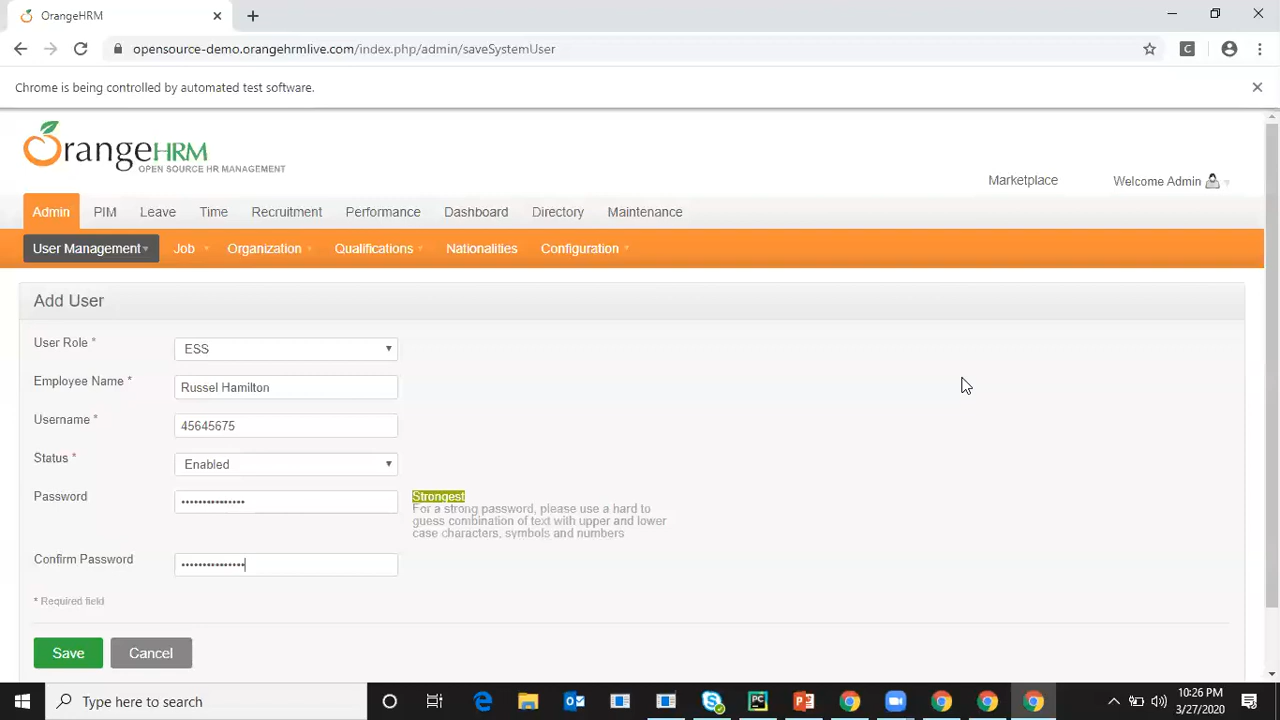 OrangeHRM
opensource-demo.orangehrmlive.com/index.php/admin/saveSystemUser
C
Chrome is being controlled by automated test software.
OrangeHRM
OPEN SOURCE HR MANAGEMENT
Marketplace
Welcome Admin
Admin PIM Leave Time Recruitment Performance Dashboard Directory Maintenance
User Management Job Organization Qualifications Nationalities Configuration
Add User
User Role * ESS
Employee Name * Russel Hamilton
Username * 45645675
Status * Enabled
Password •••••••••••••••
Strongest
For a strong password, please use a hard to
guess combination of text with upper and lower
case characters, symbols and numbers
Confirm Password •••••••••••••••
* Required field
Save Cancel
Type here to search
PC
10:26 PM
3/27/2020